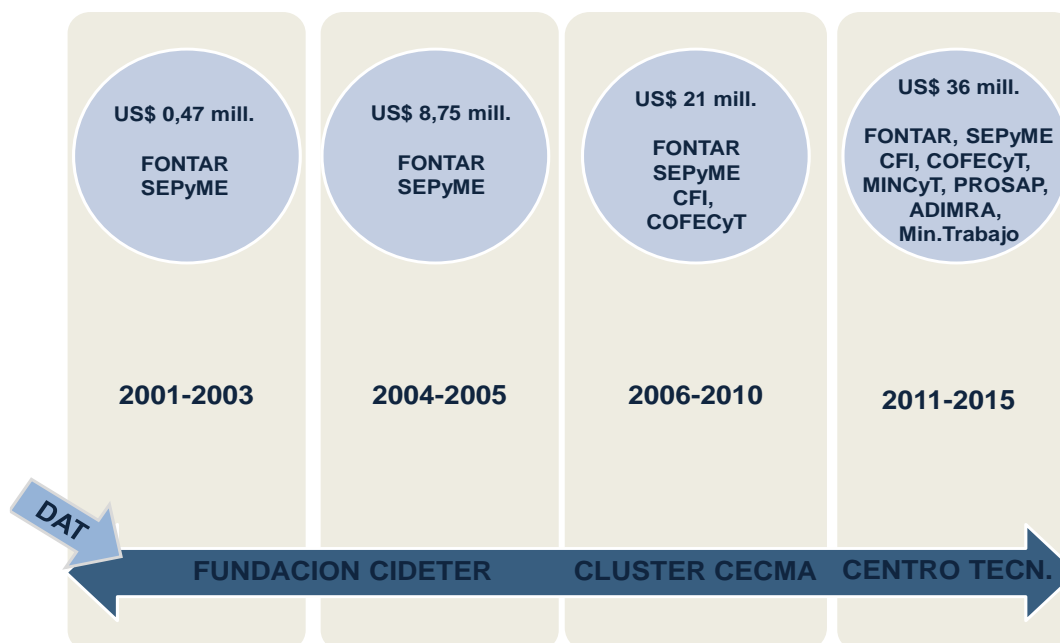 US$ 0,47 mill.
FONTAR
SEPyME
US$ 8,75 mill.
FONTAR
SEPyME
US$ 21 mill.
FONTAR
SEPyME
CFI,
COFECyT
US$ 36 mill.
FONTAR, SEPyME
CFI, COFECyT,
MINCyT, PROSAP,
ADIMRA,
Min.Trabajo
2001-2003
2004-2005
2006-2010
2011-2015
DAT
FUNDACION CIDETER
CLUSTER CECMA
CENTRO TECN.